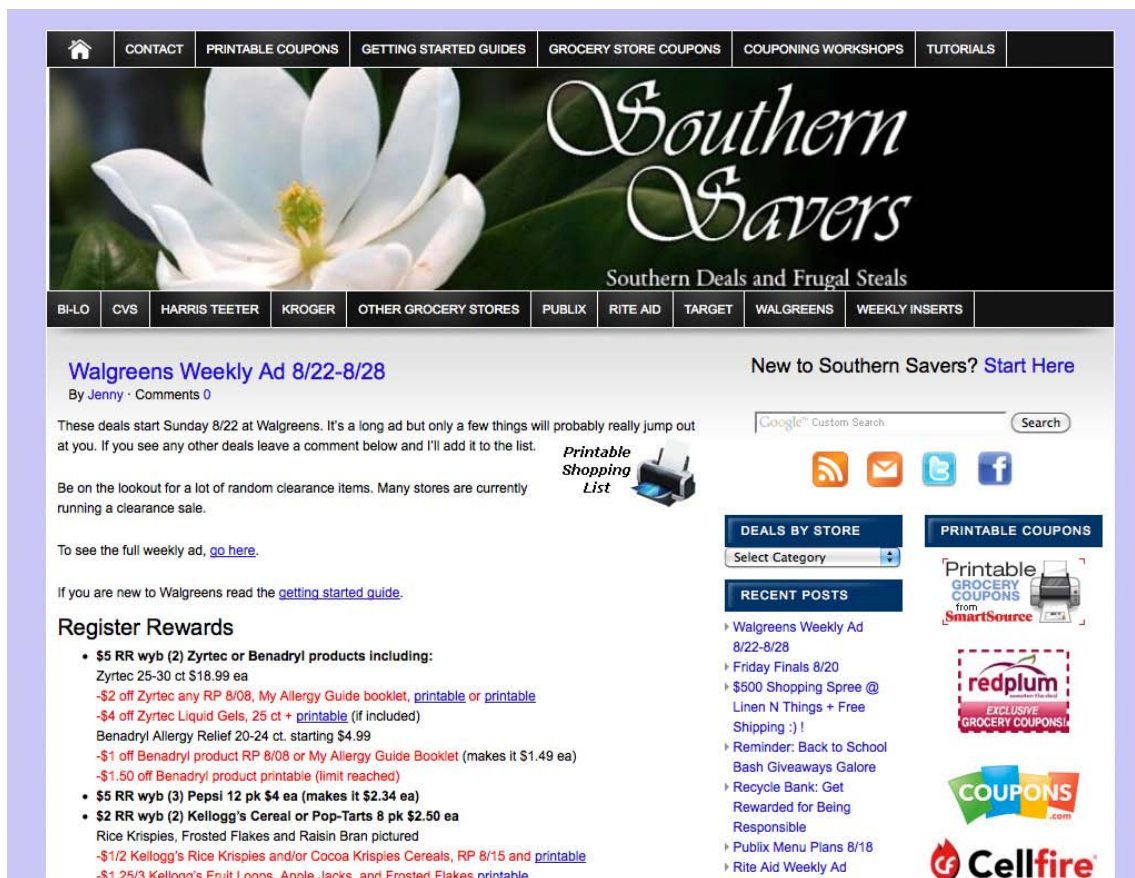 CONTACT PRINTABLE COUPONS GETTING STARTED GUIDES GROCERY STORE COUPONS COUPONING WORKSHOPS TUTORIALS
Southern
Savers
Southern Deals and Frugal Steals
BI-LO CVS HARRIS TEETER KROGER OTHER GROCERY STORES PUBLIX RITE AID TARGET WALGREENS WEEKLY INSERTS
Walgreens Weekly Ad 8/22-8/28
By Jenny · Comments 0
These deals start Sunday 8/22 at Walgreens. It's a long ad but only a few things will probably really jump out
at you. If you see any other deals leave a comment below and I'll add it to the list.
Printable
Shopping
List
Be on the lookout for a lot of random clearance items. Many stores are currently
running a clearance sale.
To see the full weekly ad, go here.
If you are new to Walgreens read the getting started guide.
Register Rewards
• $5 RR wyb (2) Zyrtec or Benadryl products including:
Zyrtec 25-30 ct $18.99 ea
-$2 off Zyrtec any RP 8/08, My Allergy Guide booklet, printable or printable
-$4 off Zyrtec Liquid Gels, 25 ct + printable (if included)
Benadryl Allergy Relief 20-24 ct. starting $4.99
-$1 off Benadryl product RP 8/08 or My Allergy Guide Booklet (makes it $1.49 ea)
-$1.50 off Benadryl product printable (limit reached)
• $5 RR wyb (3) Pepsi 12 pk $4 ea (makes it $2.34 ea)
• $2 RR wyb (2) Kellogg's Cereal or Pop-Tarts 8 pk $2.50 ea
Rice Krispies, Frosted Flakes and Raisin Bran pictured
-$1/2 Kellogg's Rice Krispies and/or Cocoa Krispies Cereals, RP 8/15 and printable
-$1.25/3 Kellogg's Fruit Loops, Apple Jacks, and Frosted Flakes printable
New to Southern Savers? Start Here
Google™ Custom Search Search
DEALS BY STORE
Select Category
RECENT POSTS
Walgreens Weekly Ad
8/22-8/28
Friday Finals 8/20
$500 Shopping Spree @
Linen N Things + Free
Shipping :) !
Reminder: Back to School
Bash Giveaways Galore
Recycle Bank: Get
Rewarded for Being
Responsible
Publix Menu Plans 8/18
Rite Aid Weekly Ad
PRINTABLE COUPONS
Printable
GROCERY
COUPONS
from
SmartSource
redplum
EXCLUSIVE
GROCERY COUPONS!
COUPONS
.com
Cellfire